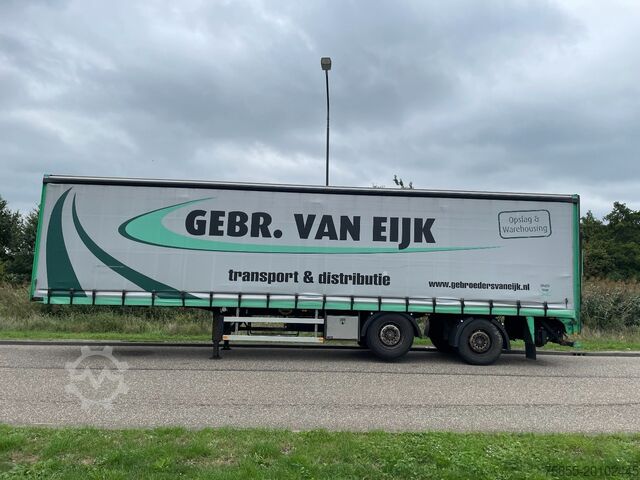 GEBR. VAN EIJK
Opslag &
Warehousing
transport & distributie
www.gebroedersvaneijk.nl